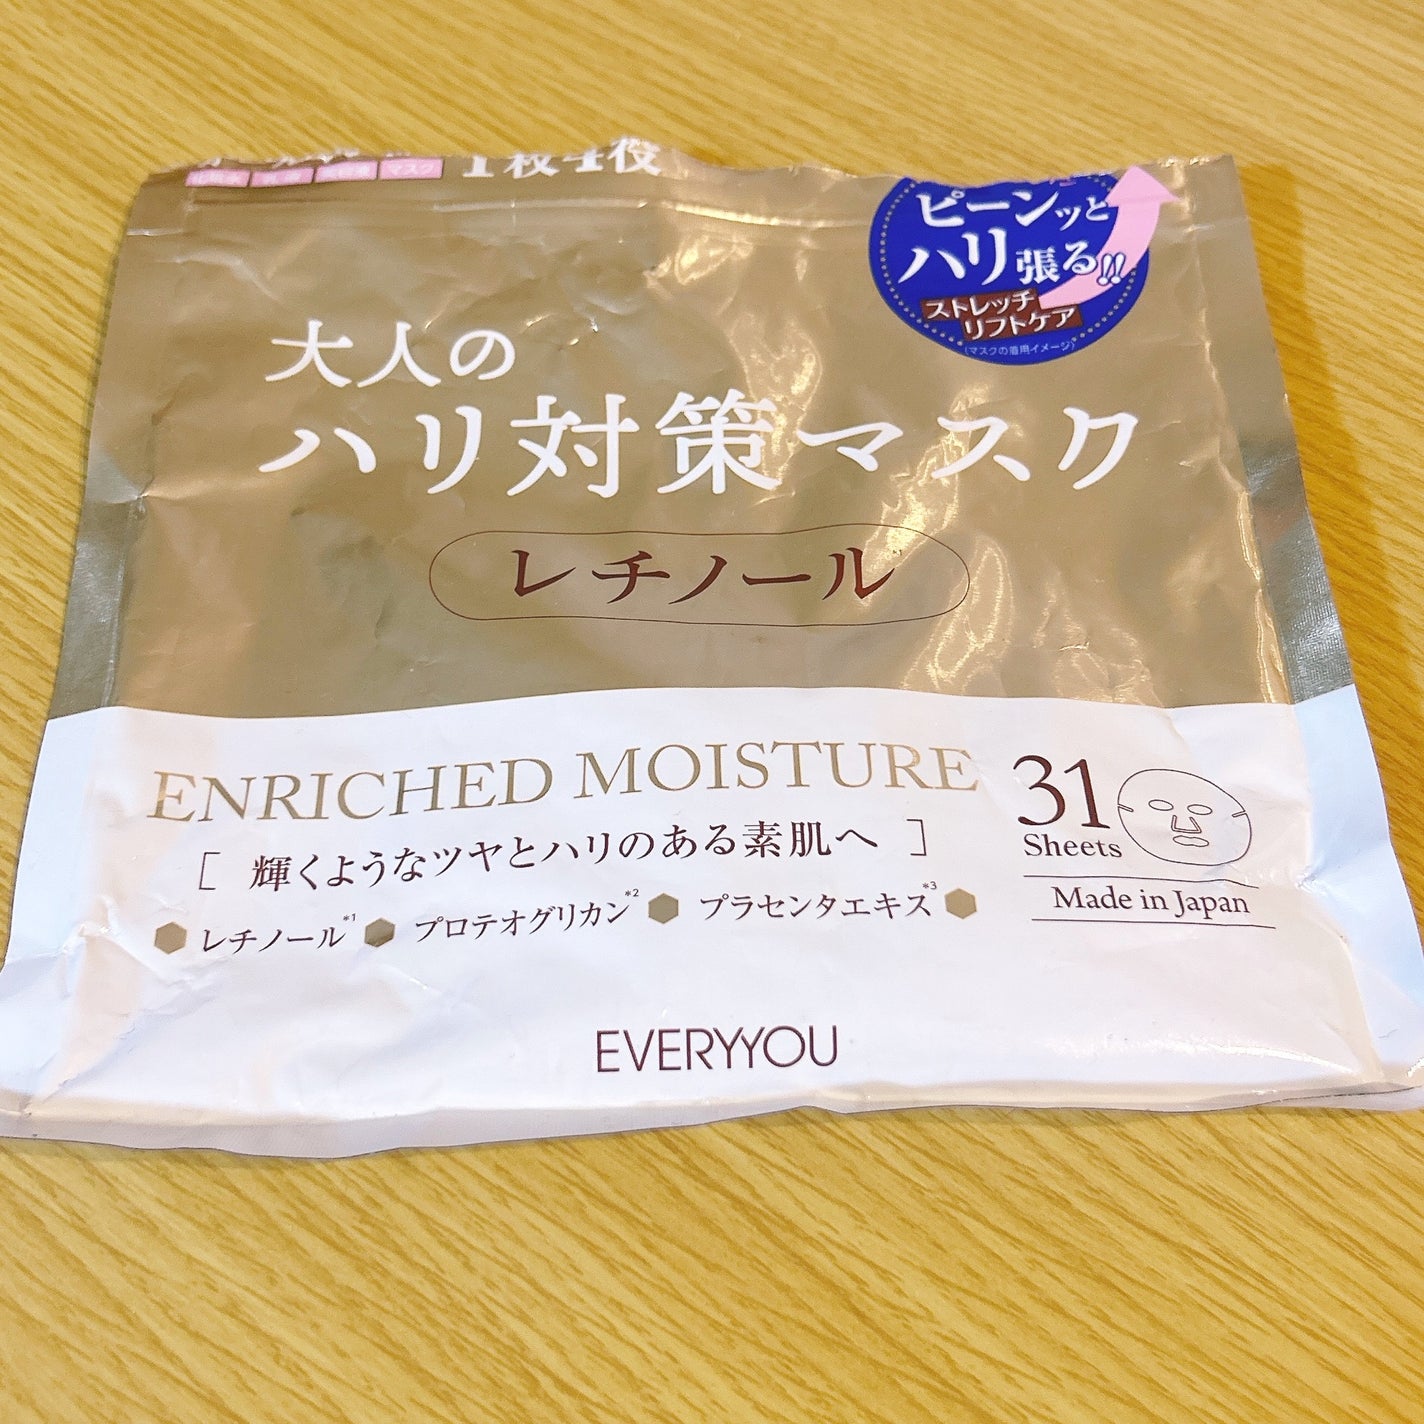 マスク
1枚4役
ピーンッと
ハリ張る!!
ストレッチ
リフトケア
(マスクの着用イメージ)
大人の
ハリ対策マスク
レチノール*1
ENRICHED MOISTURE
[ 輝くようなツヤとハリのある素肌へ ]
レチノール*1 プロテオグリカン*2 プラセンタエキス*3
31
Sheets
Made in Japan
EVERYYOU